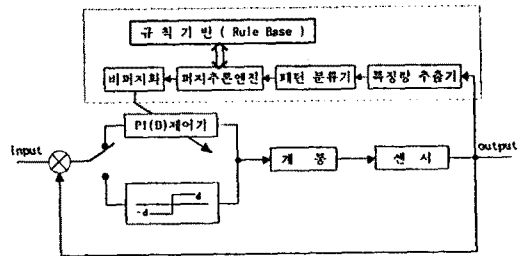 규 칙 기 반 ( Rule Base )
비퍼지화 퍼지추론엔진 패턴 분류기 특징량 추출기
PI(D)제어기
input
계 통
센 서
output
d
-d